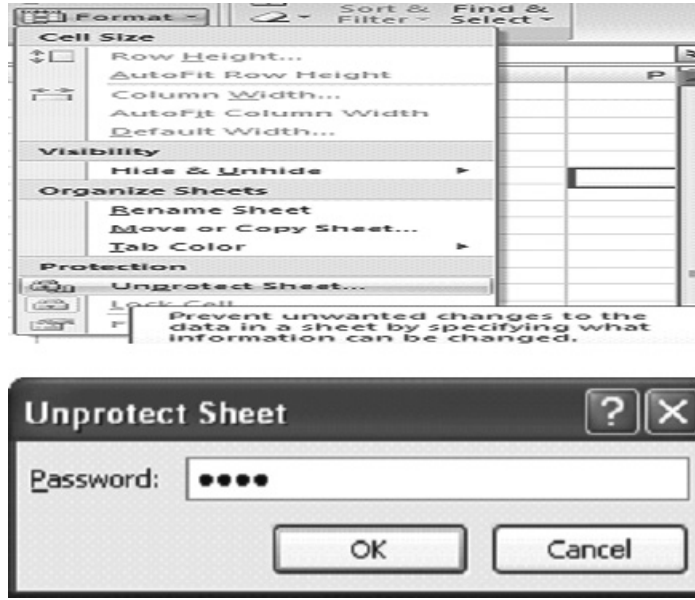 Format
Sort & Find &
Filter Select
Cell Size
Row Height...
AutoFit Row Height
P
Column Width...
AutoFit Column Width
Default Width...
Visibility
Hide & Unhide
Organize Sheets
Rename Sheet
Move or Copy Sheet...
Tab Color
Protection
Unprotect Sheet...
Lock Cell
Prevent unwanted changes to the
data in a sheet by specifying what
information can be changed.
Unprotect Sheet
Password: ●●●●
OK Cancel